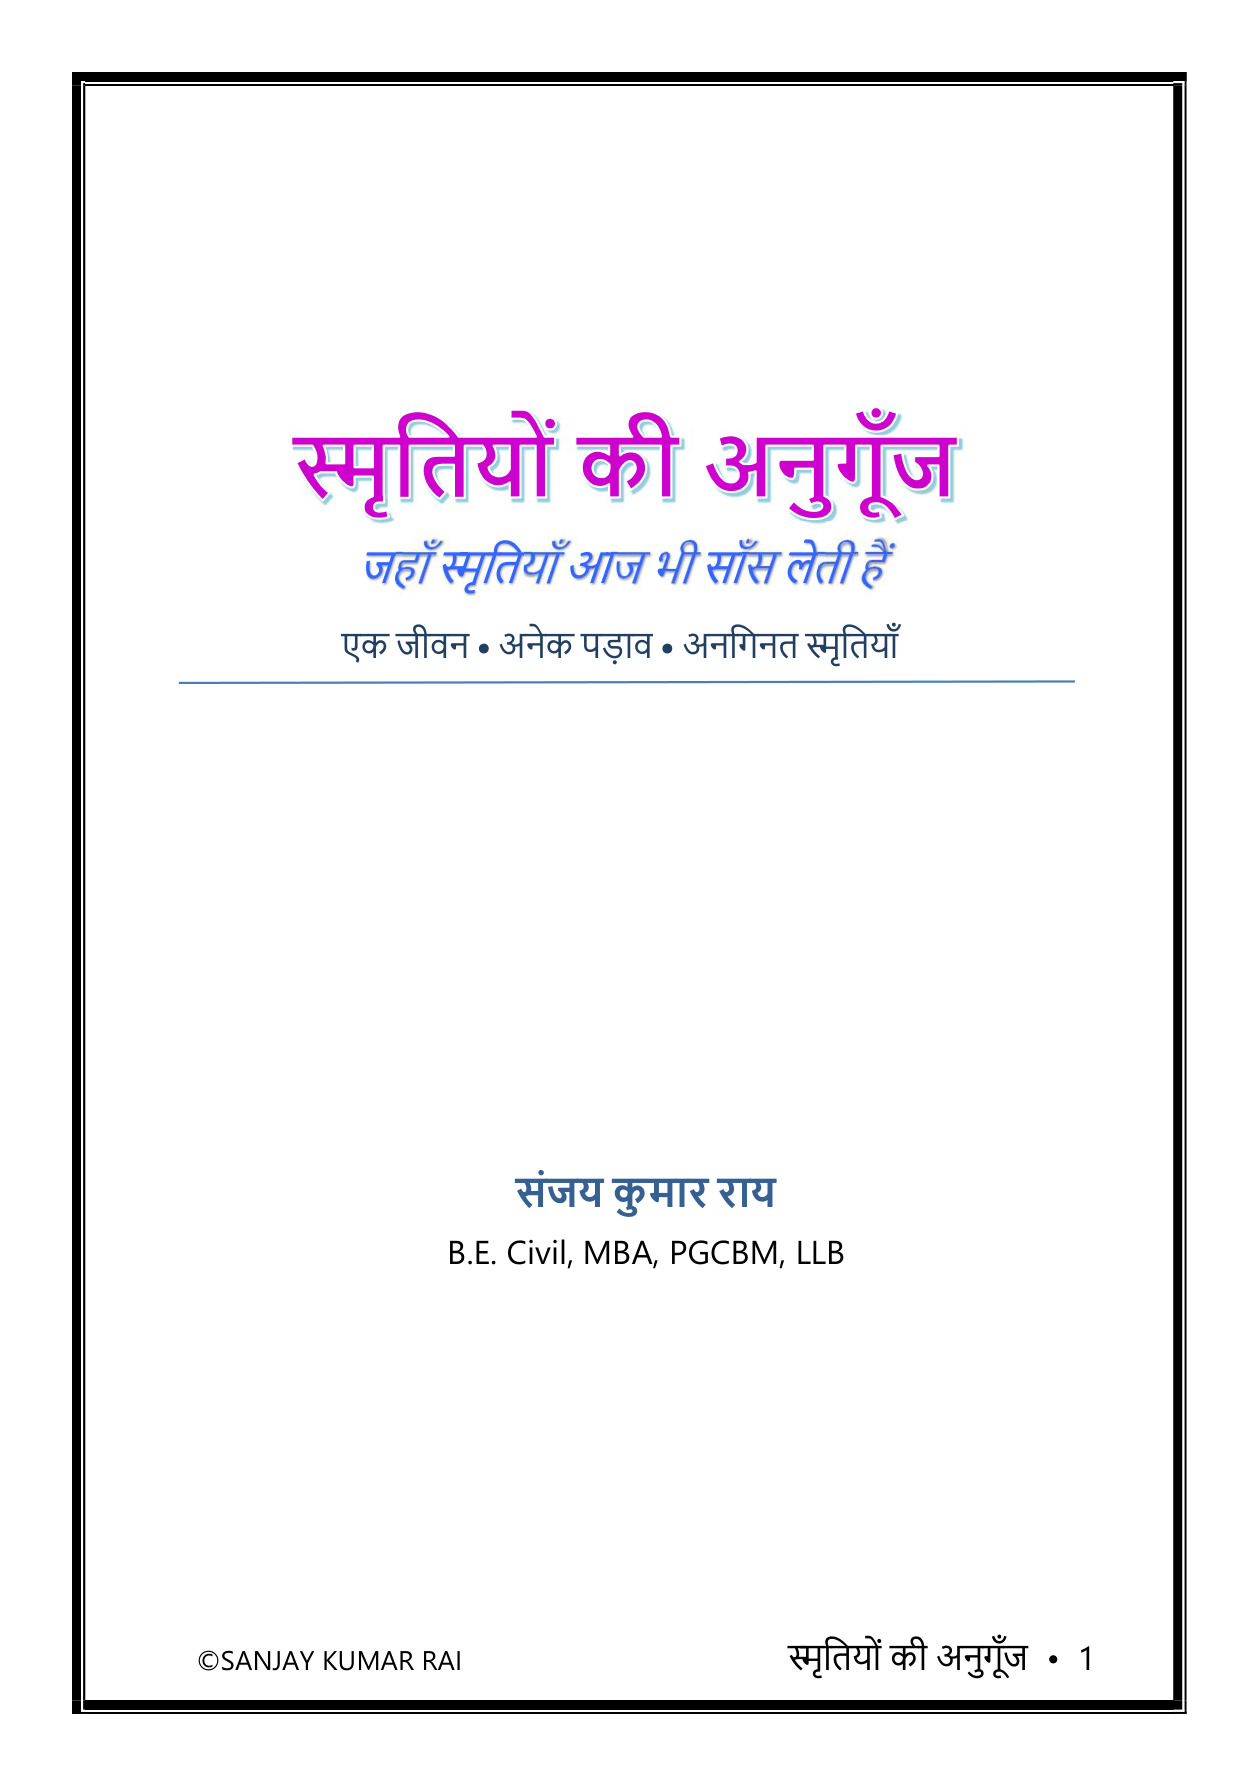 स्मृतियों की अनुगूँज
जहाँ स्मृतियाँ आज भी साँस लेती हैं
एक जीवन • अनेक पड़ाव • अनगिनत स्मृतियाँ
संजय कुमार राय
B.E. Civil, MBA, PGCBM, LLB
©SANJAY KUMAR RAI स्मृतियों की अनुगूँज • 1